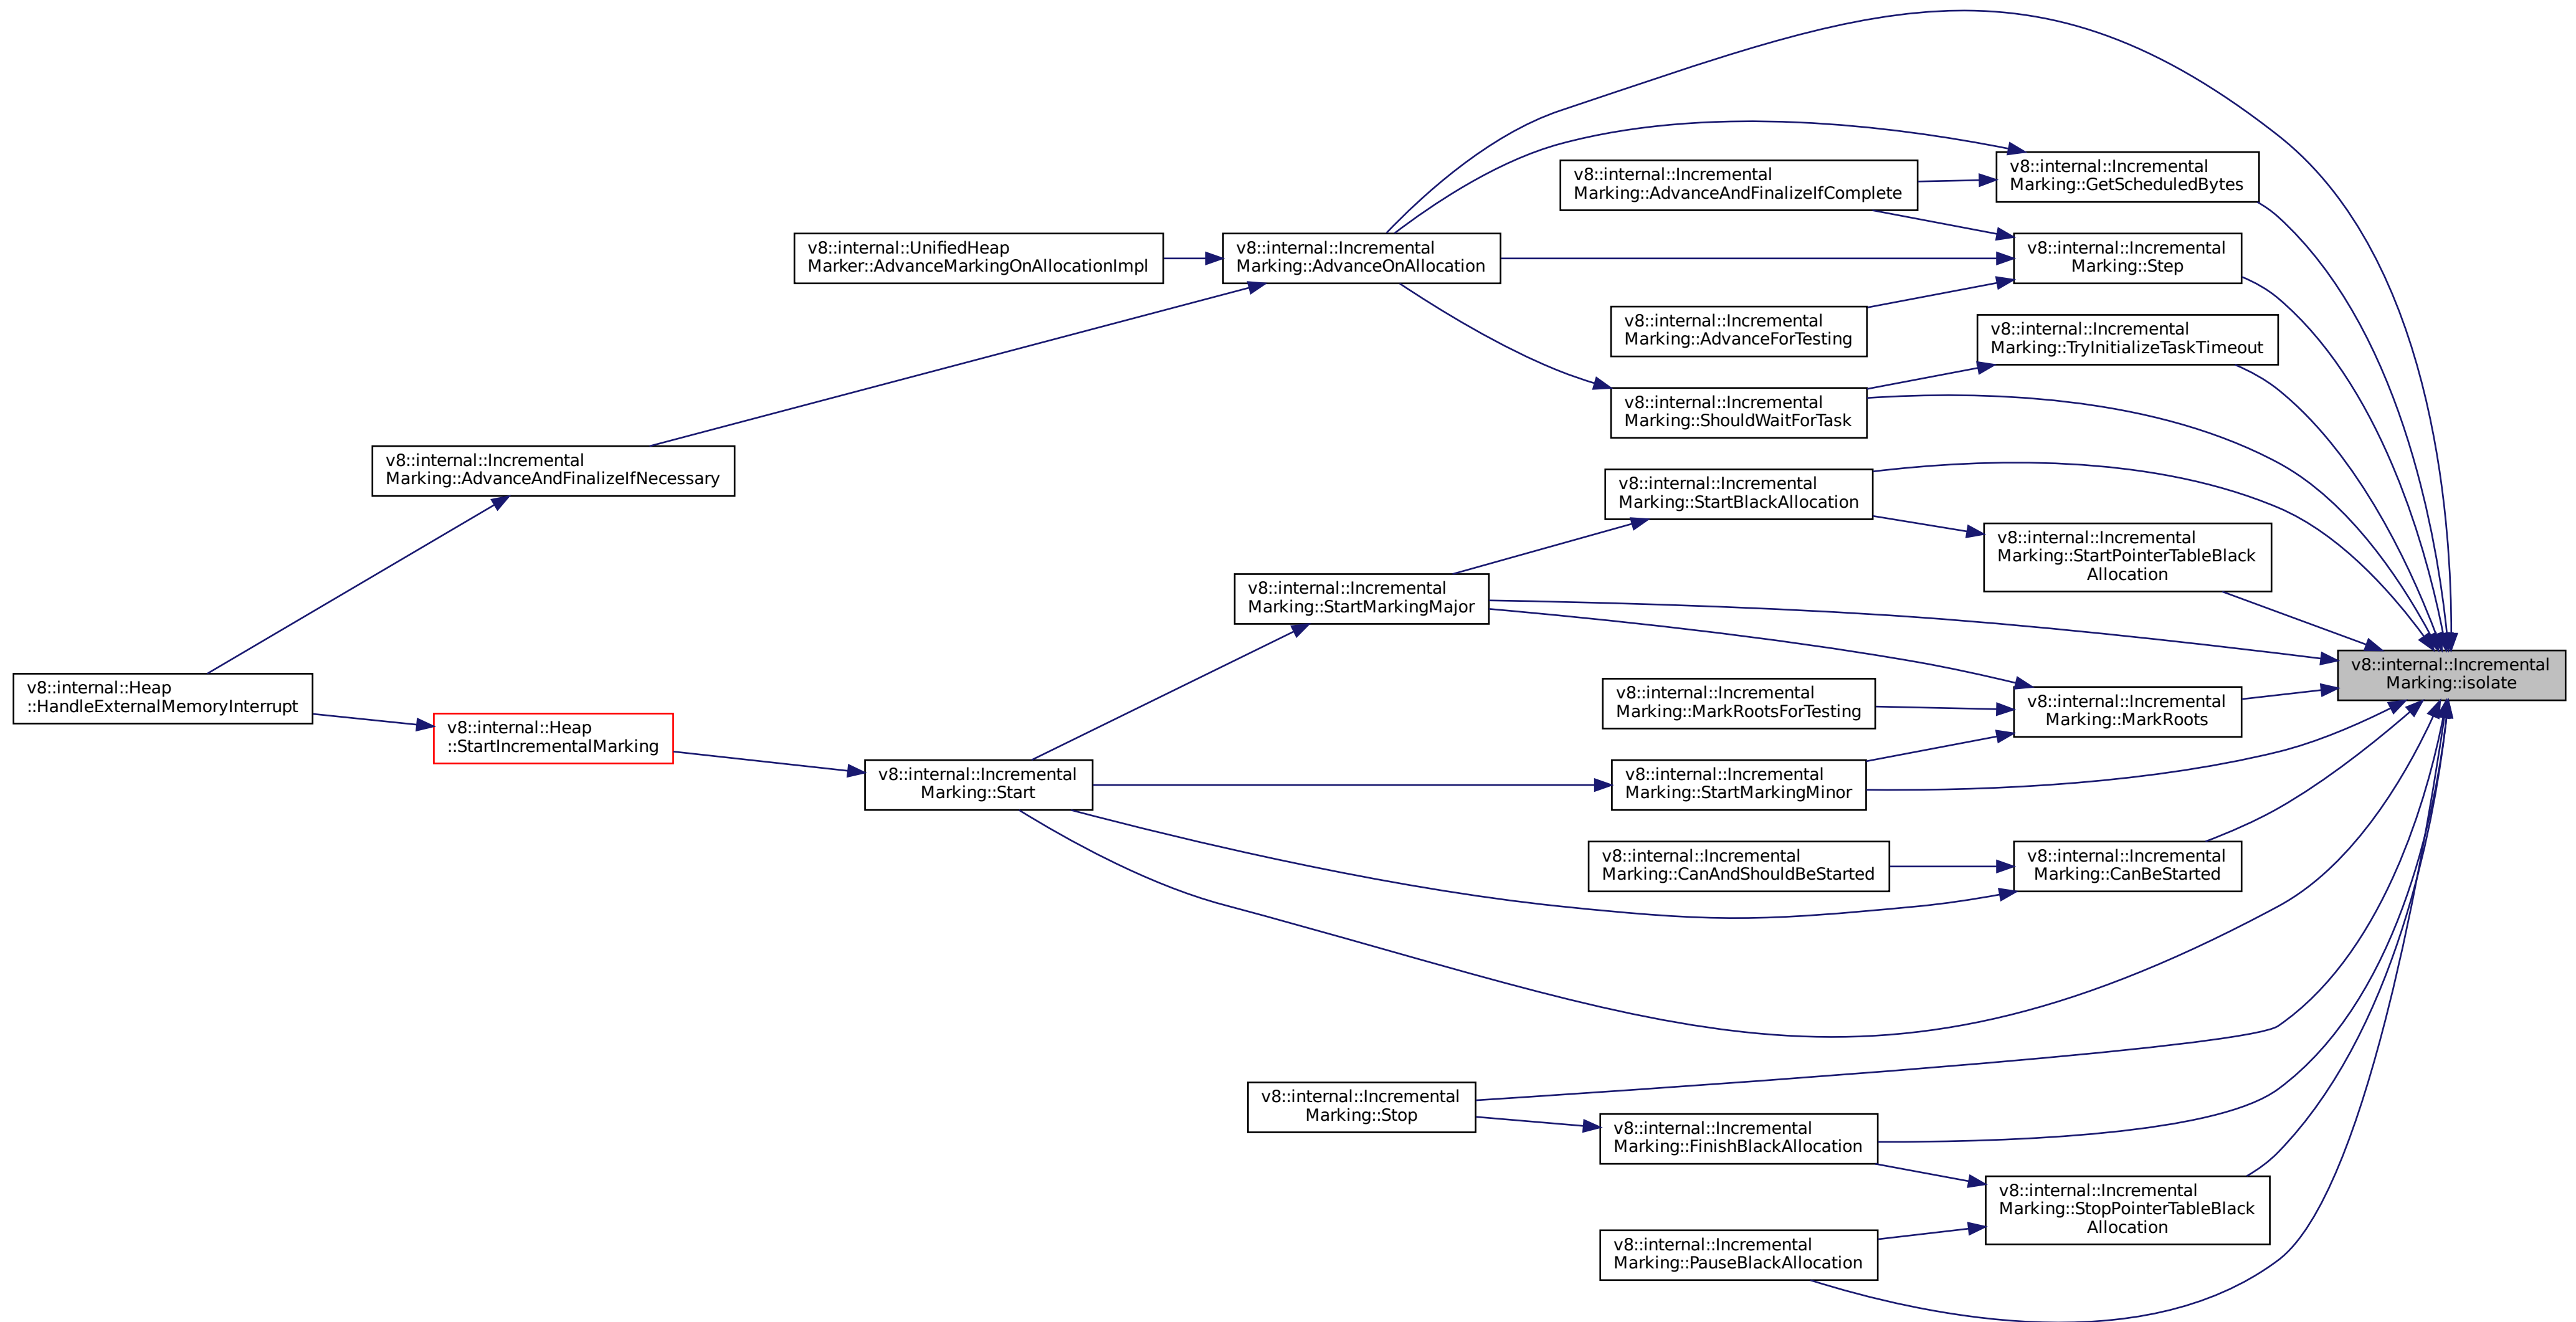 v8::internal::Incremental
Marking::GetScheduledBytes
v8::internal::Incremental
Marking::AdvanceAndFinalizeIfComplete
v8::internal::UnifiedHeap
Marker::AdvanceMarkingOnAllocationImpl
v8::internal::Incremental
Marking::AdvanceOnAllocation
v8::internal::Incremental
Marking::Step
v8::internal::Incremental
Marking::AdvanceForTesting
v8::internal::Incremental
Marking::TryInitializeTaskTimeout
v8::internal::Incremental
Marking::ShouldWaitForTask
v8::internal::Incremental
Marking::AdvanceAndFinalizeIfNecessary
v8::internal::Incremental
Marking::StartBlackAllocation
v8::internal::Incremental
Marking::StartPointerTableBlack
Allocation
v8::internal::Incremental
Marking::StartMarkingMajor
v8::internal::Incremental
Marking::isolate
v8::internal::Heap
::HandleExternalMemoryInterrupt
v8::internal::Incremental
Marking::MarkRootsForTesting
v8::internal::Incremental
Marking::MarkRoots
v8::internal::Heap
::StartIncrementalMarking
v8::internal::Incremental
Marking::Start
v8::internal::Incremental
Marking::StartMarkingMinor
v8::internal::Incremental
Marking::CanAndShouldBeStarted
v8::internal::Incremental
Marking::CanBeStarted
v8::internal::Incremental
Marking::Stop
v8::internal::Incremental
Marking::FinishBlackAllocation
v8::internal::Incremental
Marking::StopPointerTableBlack
Allocation
v8::internal::Incremental
Marking::PauseBlackAllocation